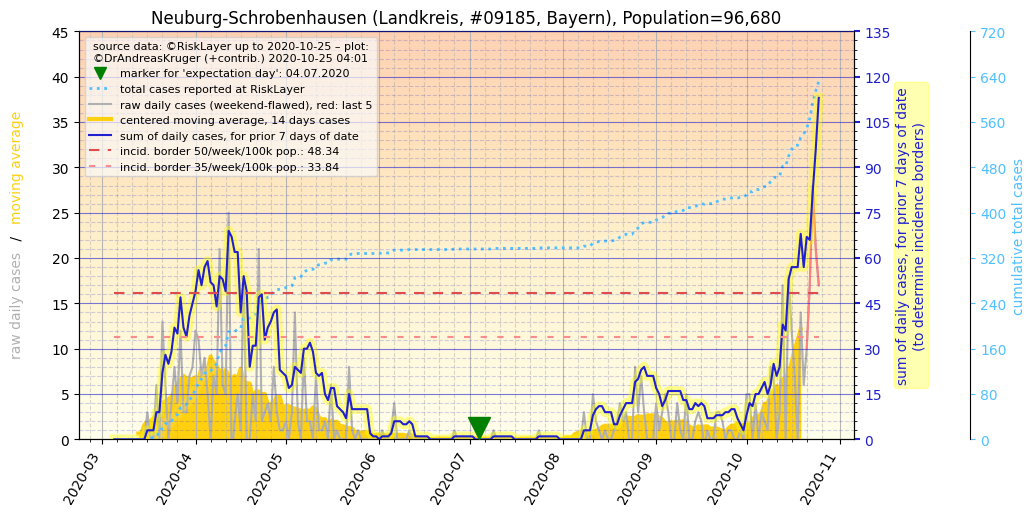 Neuburg-Schrobenhausen (Landkreis, #09185, Bayern), Population=96,680
source data: ©RiskLayer up to 2020-10-25 – plot:
©DrAndreasKruger (+contrib.) 2020-10-25 04:01
marker for 'expectation day': 04.07.2020
total cases reported at RiskLayer
raw daily cases (weekend-flawed), red: last 5
centered moving average, 14 days cases
sum of daily cases, for prior 7 days of date
incid. border 50/week/100k pop.: 48.34
incid. border 35/week/100k pop.: 33.84
raw daily cases / moving average
45
40
35
30
25
20
15
10
5
0
2020-03
2020-04
2020-05
2020-06
2020-07
2020-08
2020-09
2020-10
2020-11
135
120
105
90
75
60
45
30
15
0
sum of daily cases, for prior 7 days of date
(to determine incidence borders)
720
640
560
480
400
320
240
160
80
0
cumulative total cases